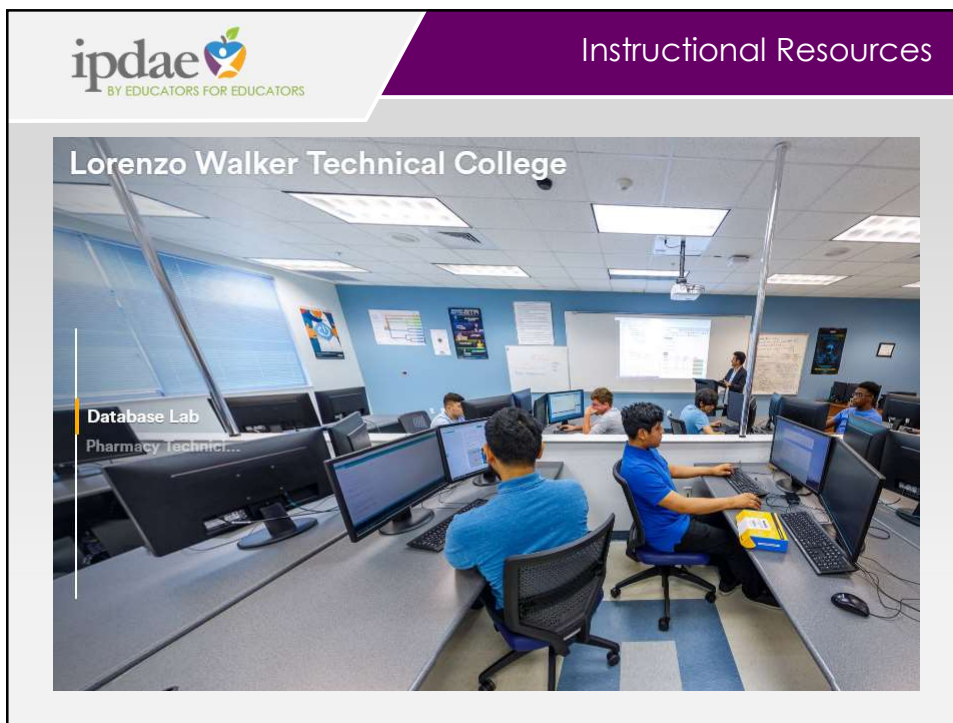 ipdae
BY EDUCATORS FOR EDUCATORS
Instructional Resources
Lorenzo Walker Technical College
Database Lab
Pharmacy Technici...